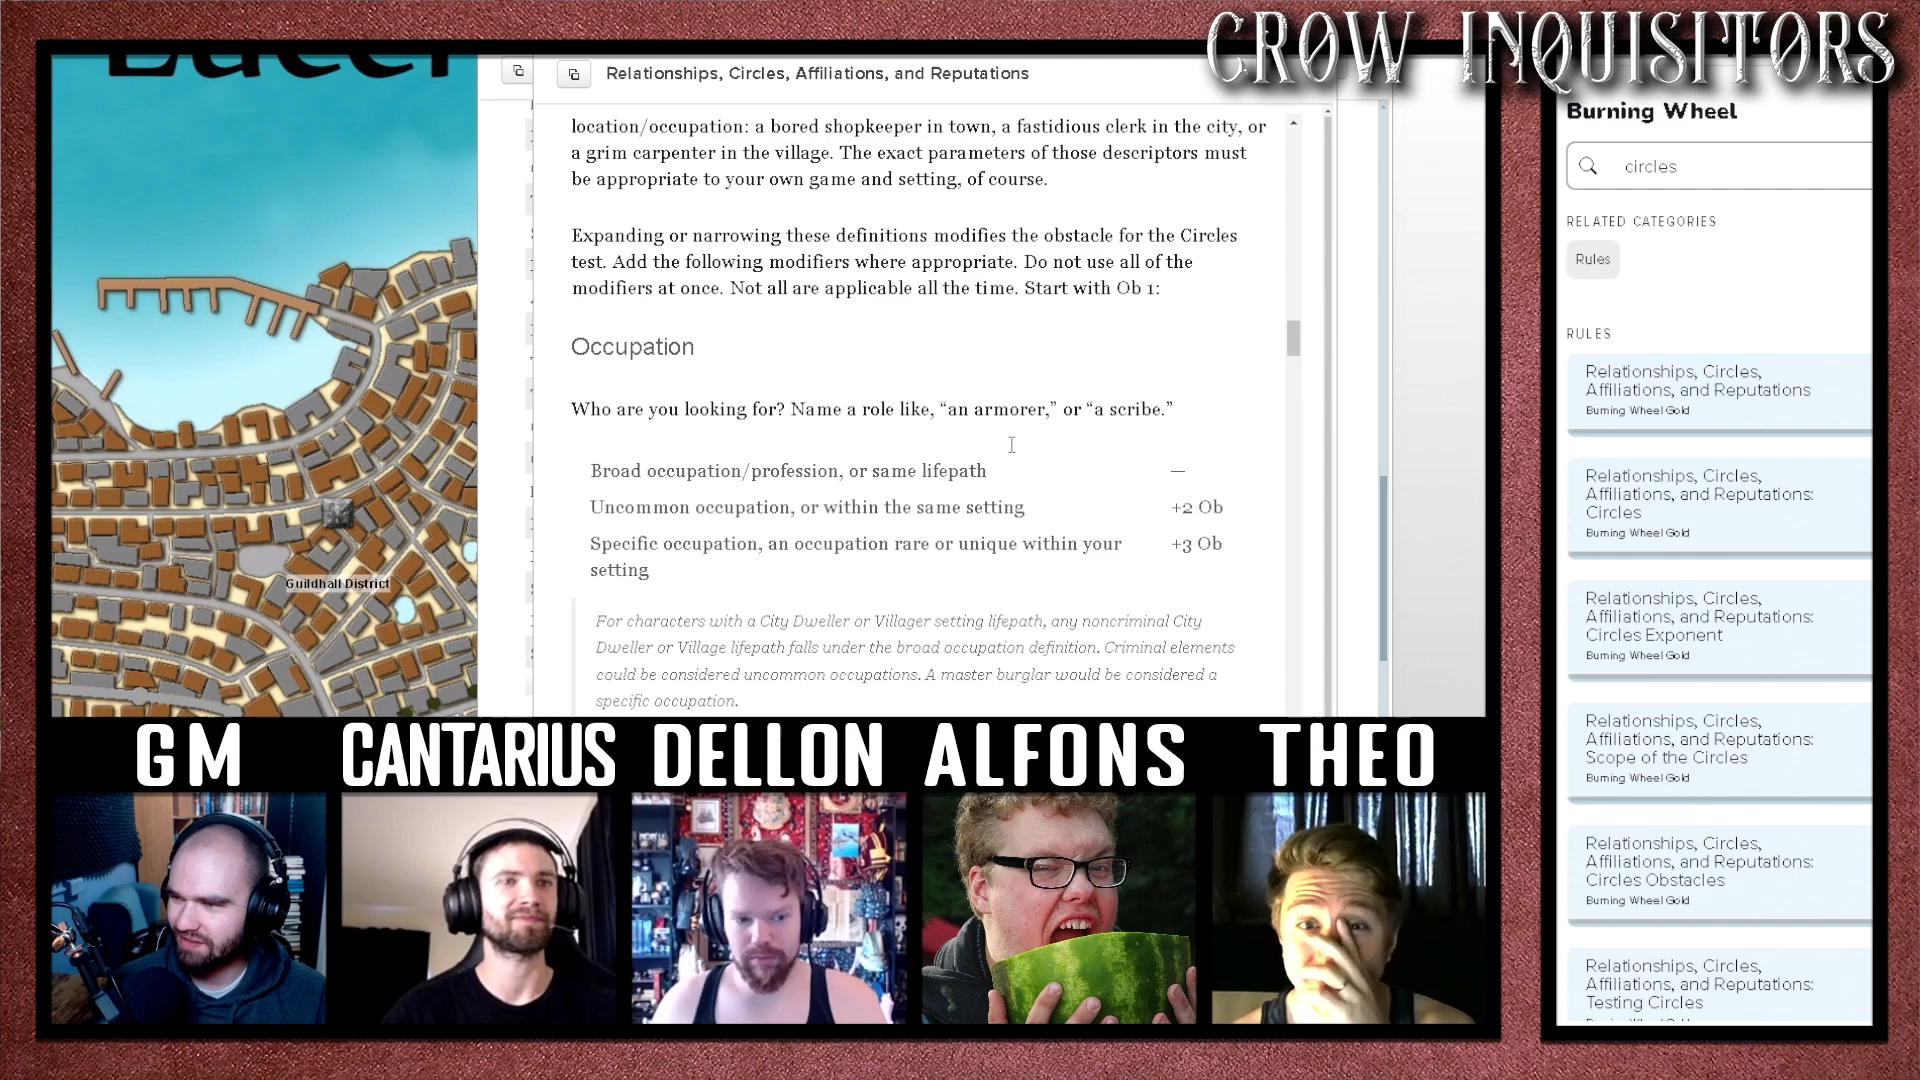 CROW INQUISITORS
Relationships, Circles, Affiliations, and Reputations
location/occupation: a bored shopkeeper in town, a fastidious clerk in the city, or
a grim carpenter in the village. The exact parameters of those descriptors must
be appropriate to your own game and setting, of course.
Expanding or narrowing these definitions modifies the obstacle for the Circles
test. Add the following modifiers where appropriate. Do not use all of the
modifiers at once. Not all are applicable all the time. Start with Ob 1:
Occupation
Who are you looking for? Name a role like, “an armorer,” or “a scribe.”
Broad occupation/profession, or same lifepath —
Uncommon occupation, or within the same setting +2 Ob
Specific occupation, an occupation rare or unique within your +3 Ob
setting
For characters with a City Dweller or Villager setting lifepath, any noncriminal City
Dweller or Village lifepath falls under the broad occupation definition. Criminal elements
could be considered uncommon occupations. A master burglar would be considered a
specific occupation.
Guildhall District
Burning Wheel
circles
RELATED CATEGORIES
Rules
RULES
Relationships, Circles,
Affiliations, and Reputations
Burning Wheel Gold
Relationships, Circles,
Affiliations, and Reputations:
Circles
Burning Wheel Gold
Relationships, Circles,
Affiliations, and Reputations:
Circles Exponent
Burning Wheel Gold
Relationships, Circles,
Affiliations, and Reputations:
Scope of the Circles
Burning Wheel Gold
Relationships, Circles,
Affiliations, and Reputations:
Circles Obstacles
Burning Wheel Gold
Relationships, Circles,
Affiliations, and Reputations:
Testing Circles
GM
CANTARIUS
DELLON
ALFONS
THEO